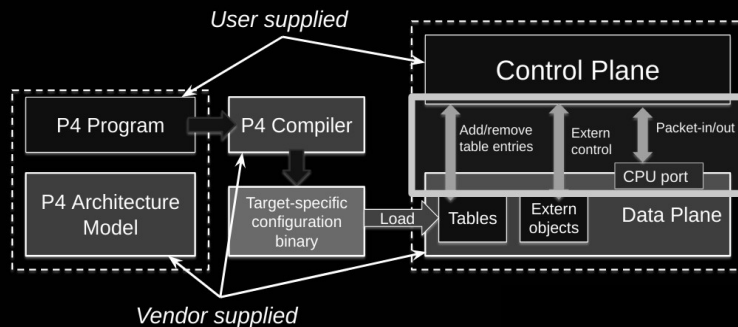 User supplied
Control Plane
P4 Program
P4 Compiler
Add/remove
table entries
Extern
control
Packet-in/out
CPU port
P4 Architecture
Model
Target-specific
configuration
binary
Load
Tables
Extern
objects
Data Plane
Vendor supplied